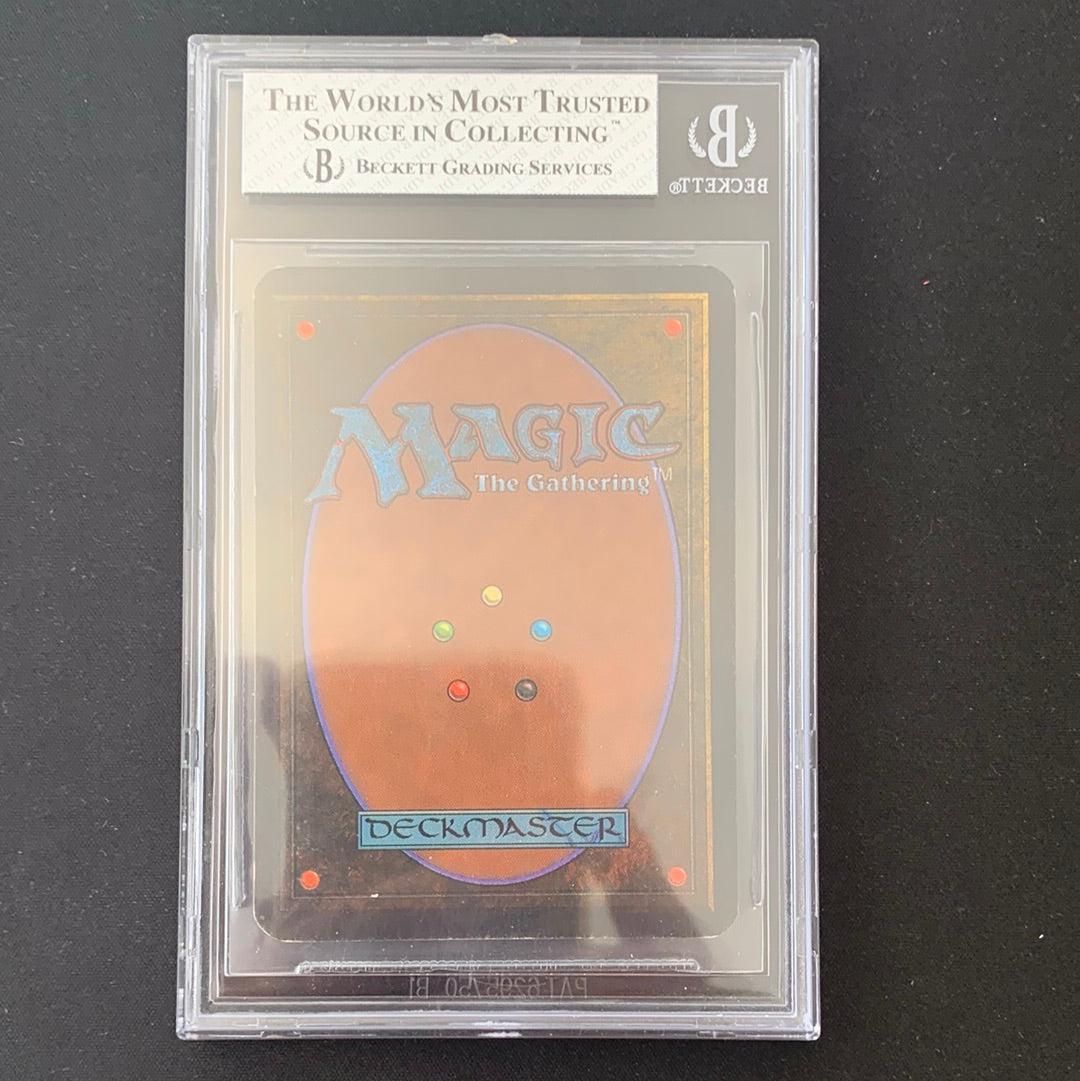 THE WORLD'S MOST TRUSTED
SOURCE IN COLLECTING™
B BECKETT GRADING SERVICES
B
BECKETT®
MAGIC
The Gathering™
DECKMASTER